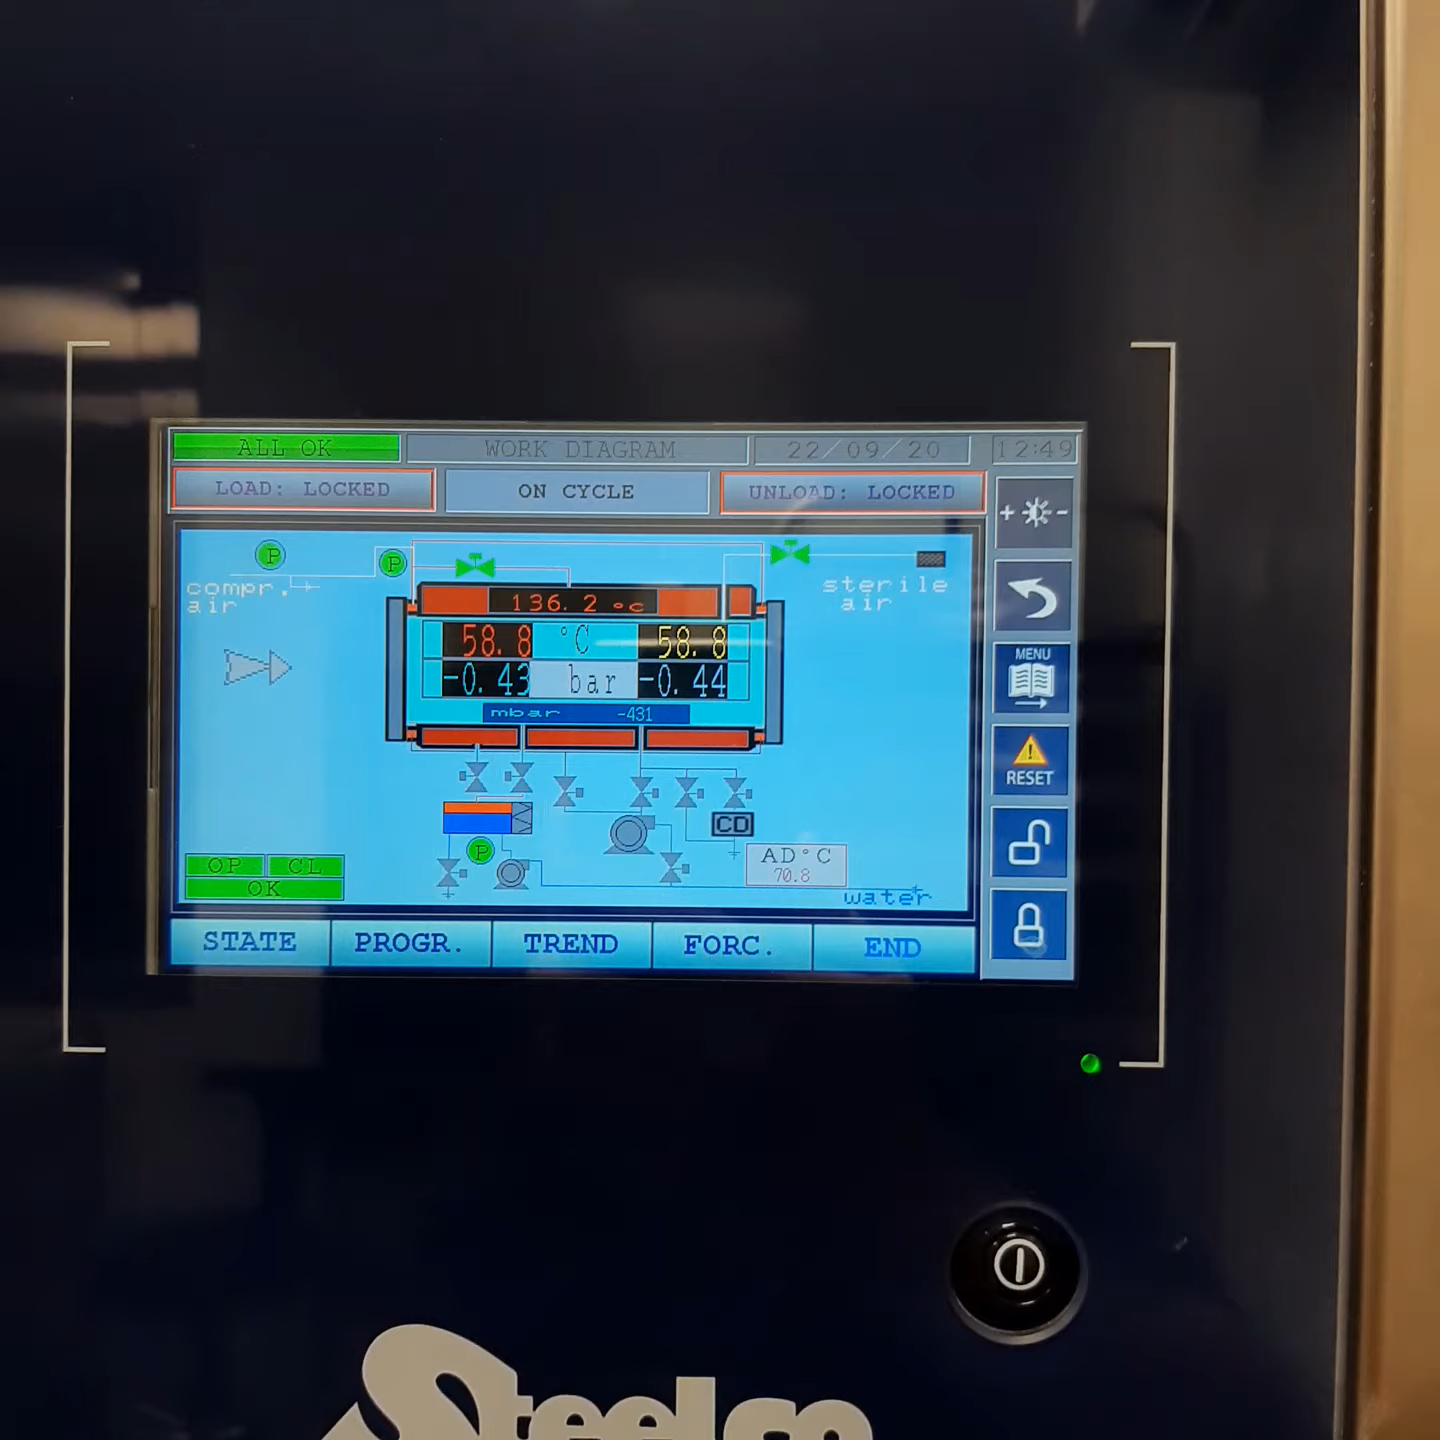 ALL OK WORK DIAGRAM 22/09/20 12:49
LOAD: LOCKED ON CYCLE UNLOAD: LOCKED
P
P
compr.
air
sterile
air
136.2 °C
58.8 °C 58.8
-0.43 bar -0.44
mbar -431
MENU
RESET
CD
P
AD°C
70.8
OP CL
OK
water
STATE PROGR. TREND FORC. END
Steelco